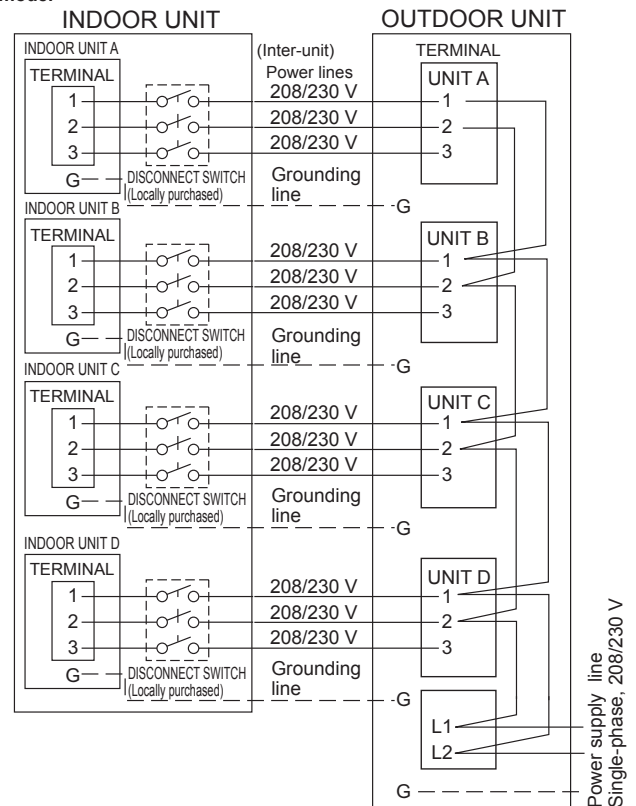 INDOOR UNIT
OUTDOOR UNIT
INDOOR UNIT A
(Inter-unit)
TERMINAL
TERMINAL
Power lines
UNIT A
1
208/230 V
1
2
208/230 V
2
3
208/230 V
3
G
DISCONNECT SWITCH
(Locally purchased)
Grounding
line
G
INDOOR UNIT B
TERMINAL
UNIT B
1
208/230 V
1
2
208/230 V
2
3
208/230 V
3
G
DISCONNECT SWITCH
(Locally purchased)
Grounding
line
G
INDOOR UNIT C
TERMINAL
UNIT C
1
208/230 V
1
2
208/230 V
2
3
208/230 V
3
G
DISCONNECT SWITCH
(Locally purchased)
Grounding
line
G
INDOOR UNIT D
TERMINAL
UNIT D
1
208/230 V
1
2
208/230 V
2
3
208/230 V
3
G
DISCONNECT SWITCH
(Locally purchased)
Grounding
line
G
L1
L2
G
Power supply line
Single-phase, 208/230 V